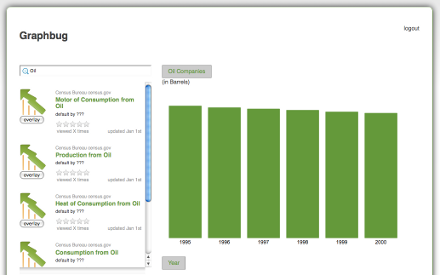 logout
Graphbug
Oil
Census Bureau census.gov
Motor of Consumption from
Oil
default by ???
overlay
viewed X times updated Jan 1st
Census Bureau census.gov
Production from Oil
default by ???
overlay
viewed X times updated Jan 1st
Census Bureau census.gov
Heat of Consumption from Oil
default by ???
overlay
viewed X times updated Jan 1st
Census Bureau census.gov
Consumption from Oil
default by ???
overlay
Oil Companies
(in Barrels)
1995 1996 1997 1998 1999 2000
Year